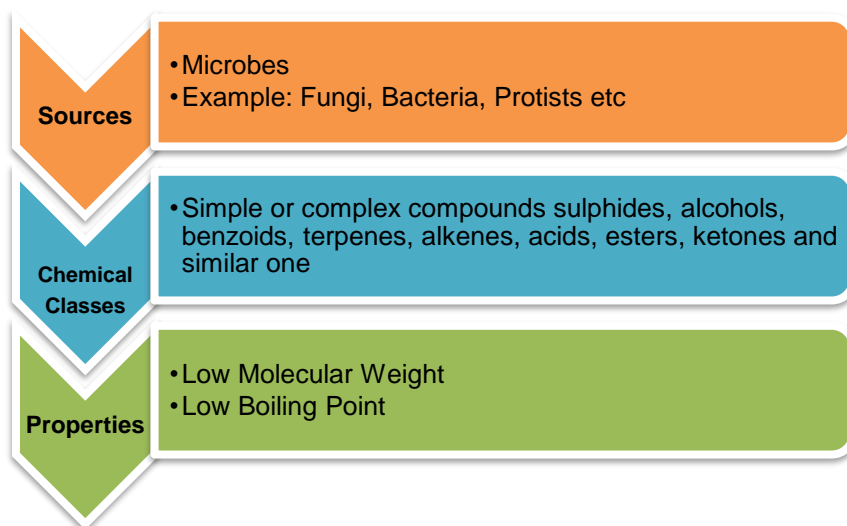 Sources
•Microbes
•Example: Fungi, Bacteria, Protists etc
Chemical
Classes
•Simple or complex compounds sulphides, alcohols,
benzoids, terpenes, alkenes, acids, esters, ketones and
similar one
Properties
•Low Molecular Weight
•Low Boiling Point